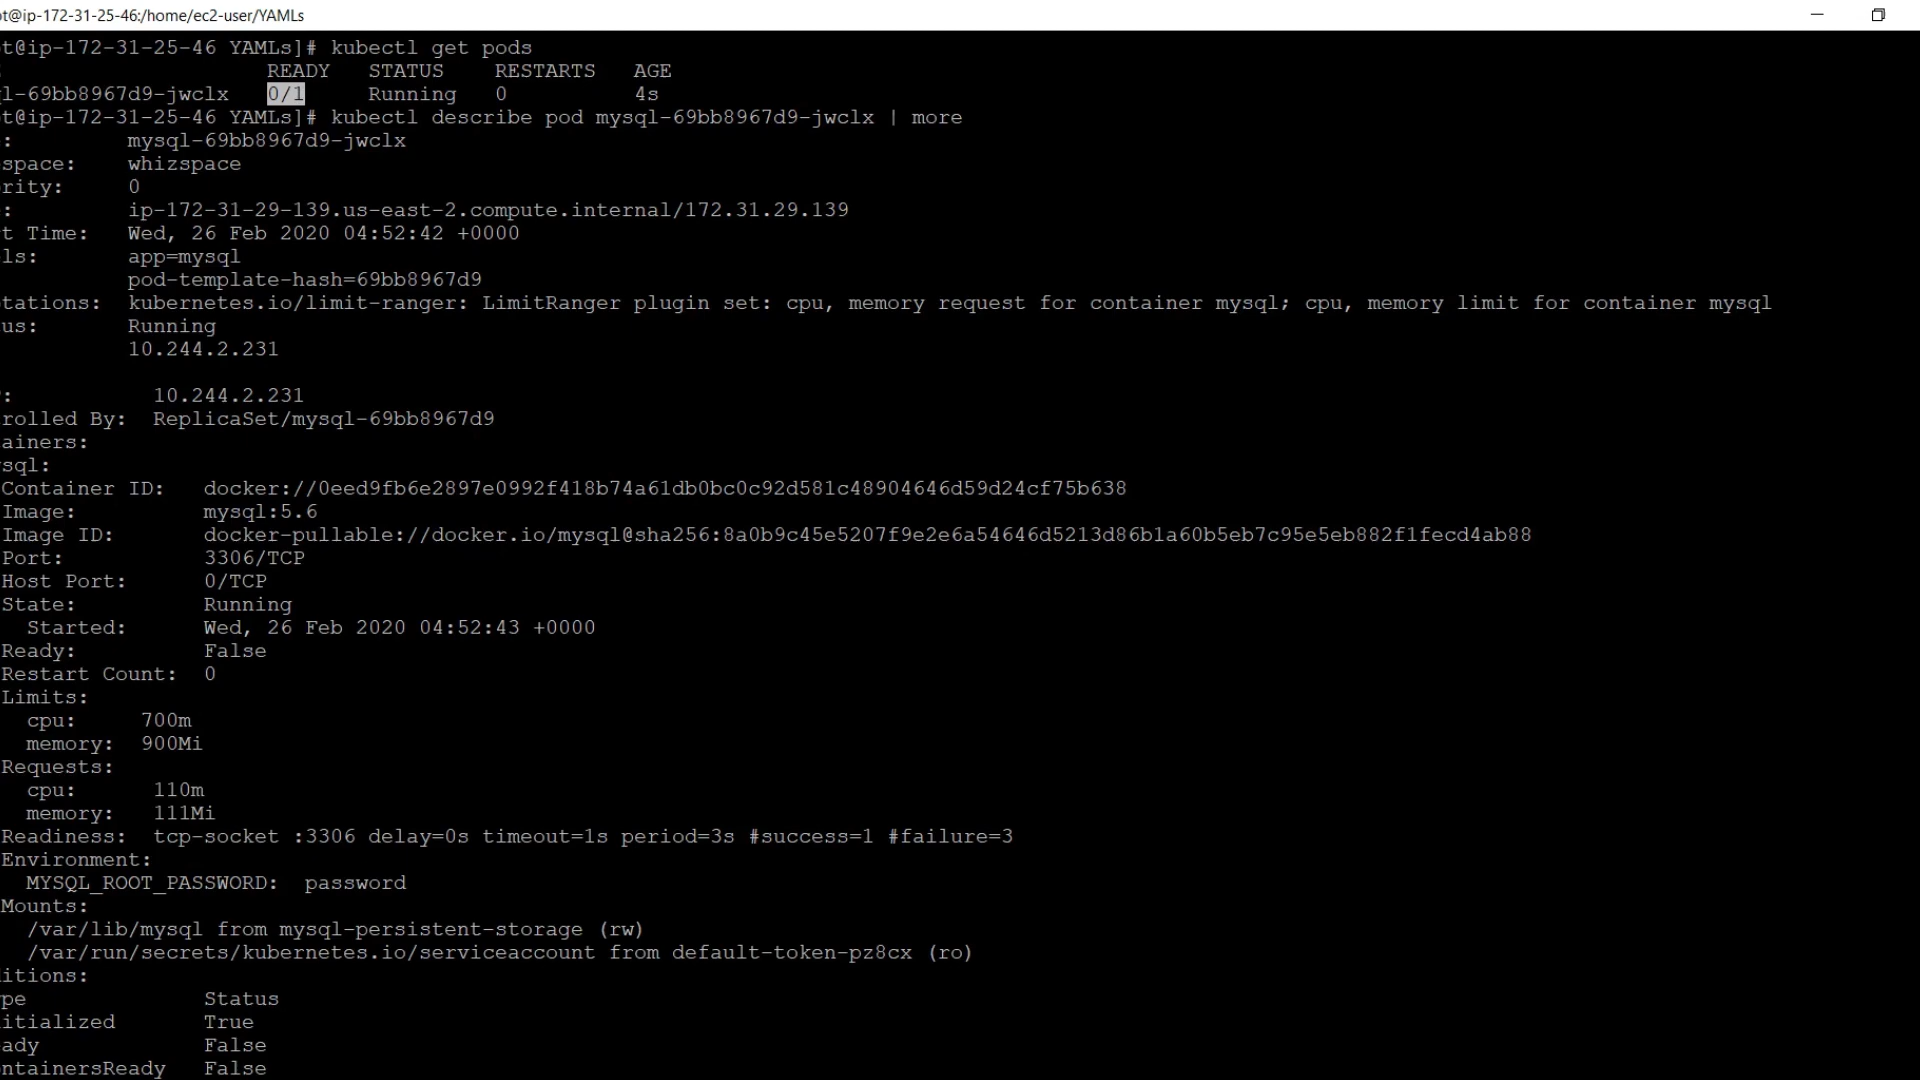 ot@ip-172-31-25-46:/home/ec2-user/YAMLs
t@ip-172-31-25-46 YAMLs]# kubectl get pods
READY STATUS RESTARTS AGE
l-69bb8967d9-jwclx 0/1 Running 0 4s
t@ip-172-31-25-46 YAMLs]# kubectl describe pod mysql-69bb8967d9-jwclx | more
: mysql-69bb8967d9-jwclx
space: whizspace
rity: 0
: ip-172-31-29-139.us-east-2.compute.internal/172.31.29.139
t Time: Wed, 26 Feb 2020 04:52:42 +0000
ls: app=mysql
pod-template-hash=69bb8967d9
tations: kubernetes.io/limit-ranger: LimitRanger plugin set: cpu, memory request for container mysql; cpu, memory limit for container mysql
us: Running
10.244.2.231
: 10.244.2.231
rolled By: ReplicaSet/mysql-69bb8967d9
ainers:
sql:
Container ID: docker://0eed9fb6e2897e0992f418b74a61db0bc0c92d581c48904646d59d24cf75b638
Image: mysql:5.6
Image ID: docker-pullable://docker.io/mysql@sha256:8a0b9c45e5207f9e2e6a54646d5213d86b1a60b5eb7c95e5eb882f1fecd4ab88
Port: 3306/TCP
Host Port: 0/TCP
State: Running
Started: Wed, 26 Feb 2020 04:52:43 +0000
Ready: False
Restart Count: 0
Limits:
cpu: 700m
memory: 900Mi
Requests:
cpu: 110m
memory: 111Mi
Readiness: tcp-socket :3306 delay=0s timeout=1s period=3s #success=1 #failure=3
Environment:
MYSQL_ROOT_PASSWORD: password
Mounts:
/var/lib/mysql from mysql-persistent-storage (rw)
/var/run/secrets/kubernetes.io/serviceaccount from default-token-pz8cx (ro)
itions:
pe Status
itialized True
ady False
ntainersReady False